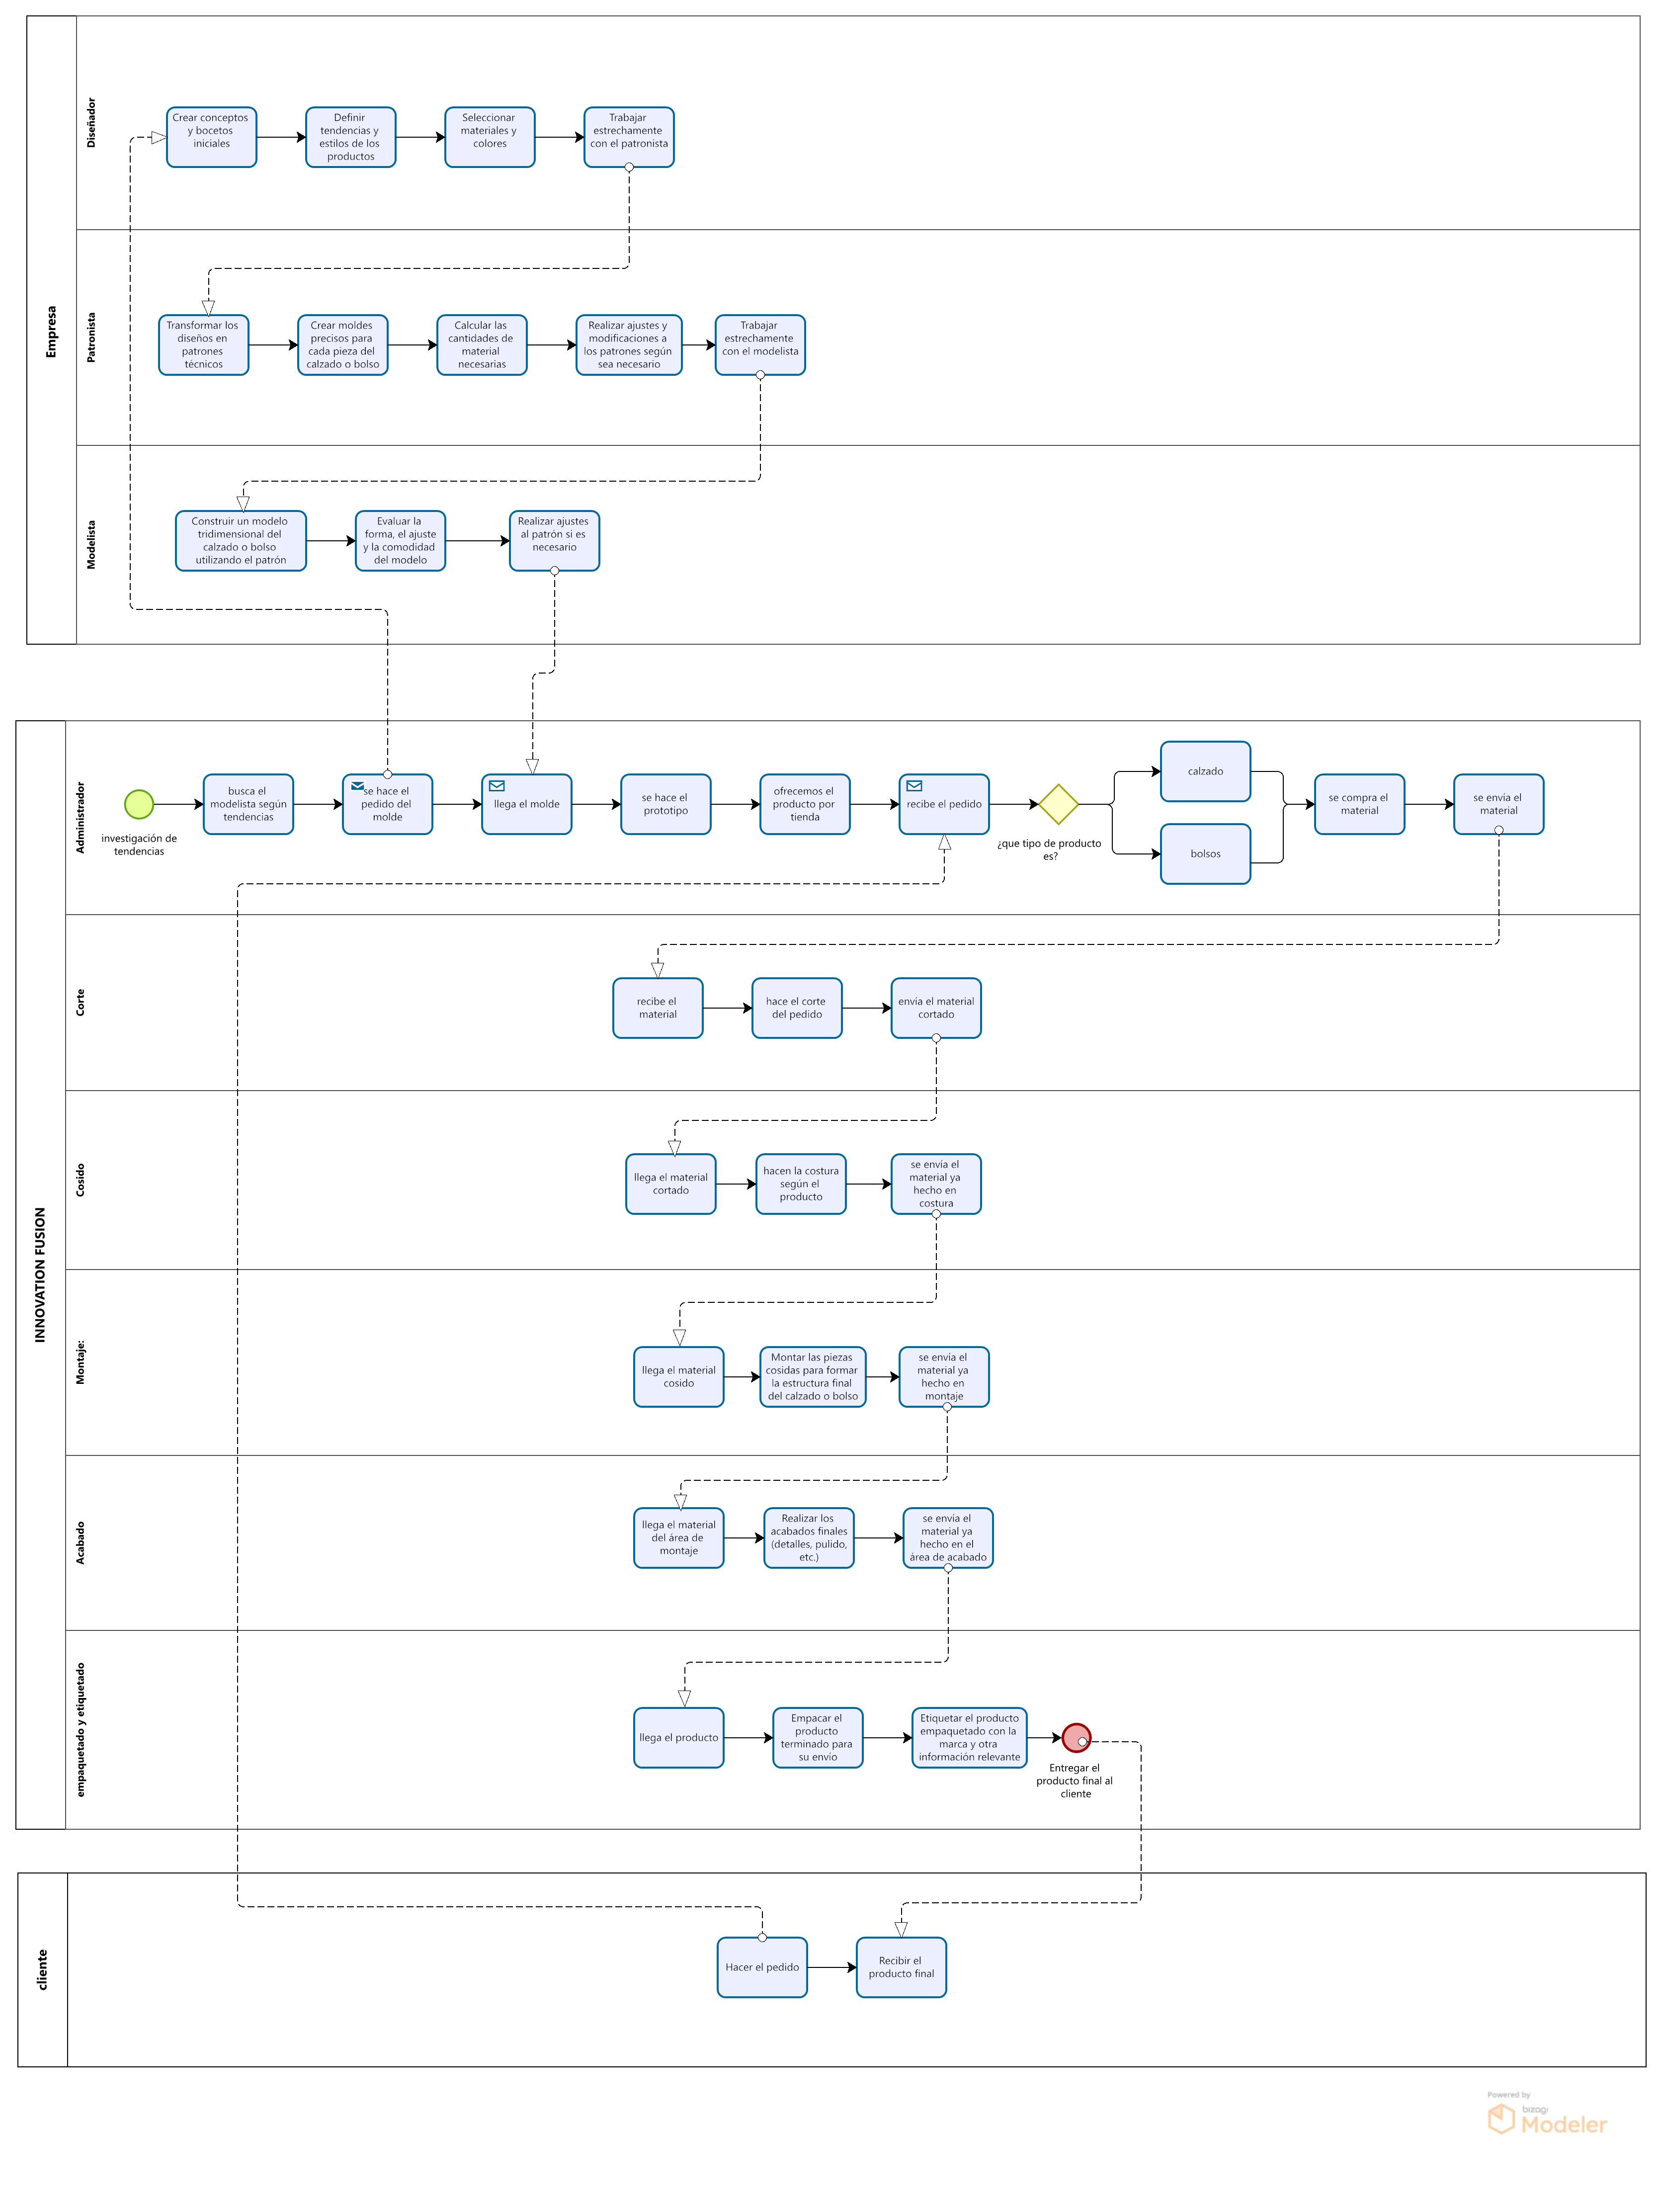 Empresa
Diseñador
Crear conceptos
y bocetos
iniciales
Definir
tendencias y
estilos de los
productos
Seleccionar
materiales y
colores
Trabajar
estrechamente
con el patronista
Patronista
Transformar los
diseños en
patrones
técnicos
Crear moldes
precisos para
cada pieza del
calzado o bolso
Calcular las
cantidades de
material
necesarias
Realizar ajustes y
modificaciones a
los patrones según
sea necesario
Trabajar
estrechamente
con el modelista
Modelista
Construir un modelo
tridimensional del
calzado o bolso
utilizando el patrón
Evaluar la
forma, el ajuste
y la comodidad
del modelo
Realizar ajustes
al patrón si es
necesario
INNOVATION FUSION
Administrador
investigación de
tendencias
busca el
modelista según
tendencias
se hace el
pedido del
molde
llega el molde
se hace el
prototipo
ofrecemos el
producto por
tienda
recibe el pedido
¿que tipo de producto
es?
calzado
bolsos
se compra el
material
se envía el
material
Corte
recibe el
material
hace el corte
del pedido
envía el material
cortado
Cosido
llega el material
cortado
hacen la costura
según el
producto
se envía el
material ya
hecho en
costura
Montaje:
llega el material
cosido
Montar las piezas
cosidas para formar
la estructura final
del calzado o bolso
se envía el
material ya
hecho en
montaje
Acabado
llega el material
del área de
montaje
Realizar los
acabados finales
(detalles, pulido,
etc.)
se envia el
material ya
hecho en el
área de acabado
empaquetado y etiquetado
llega el producto
Empacar el
producto
terminado para
su envío
Etiquetar el producto
empaquetado con la
marca y otra
información relevante
Entregar el
producto final al
cliente
cliente
Hacer el pedido
Recibir el
producto final
Powered by
bizagi
Modeler